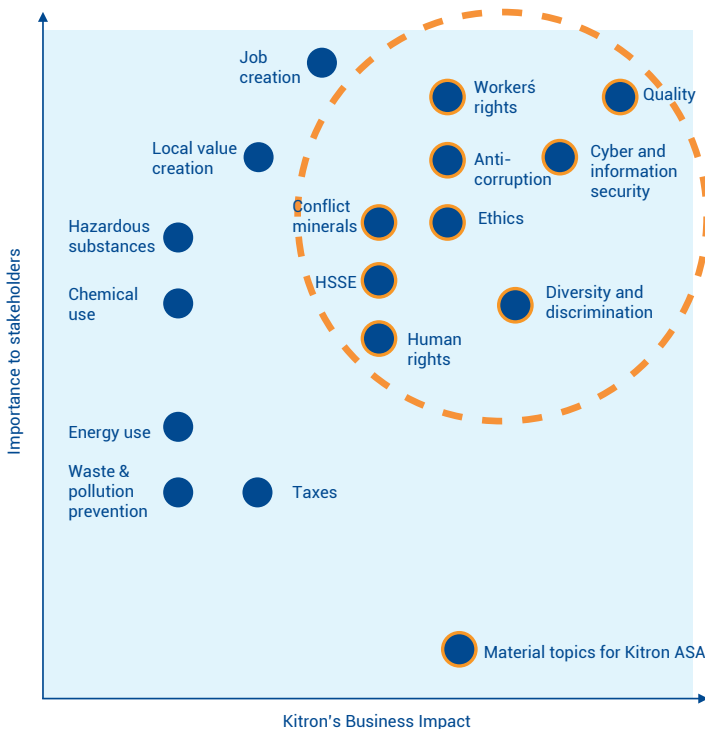 Job
creation
Workerś
rights
Quality
Local value
creation
Anti-
corruption
Cyber and
information
security
Conflict
minerals
Ethics
Hazardous
substances
HSSE
Chemical
use
Diversity and
discrimination
Human
rights
Energy use
Waste &
pollution
prevention
Taxes
Material topics for Kitron ASA
Importance to stakeholders
Kitron's Business Impact